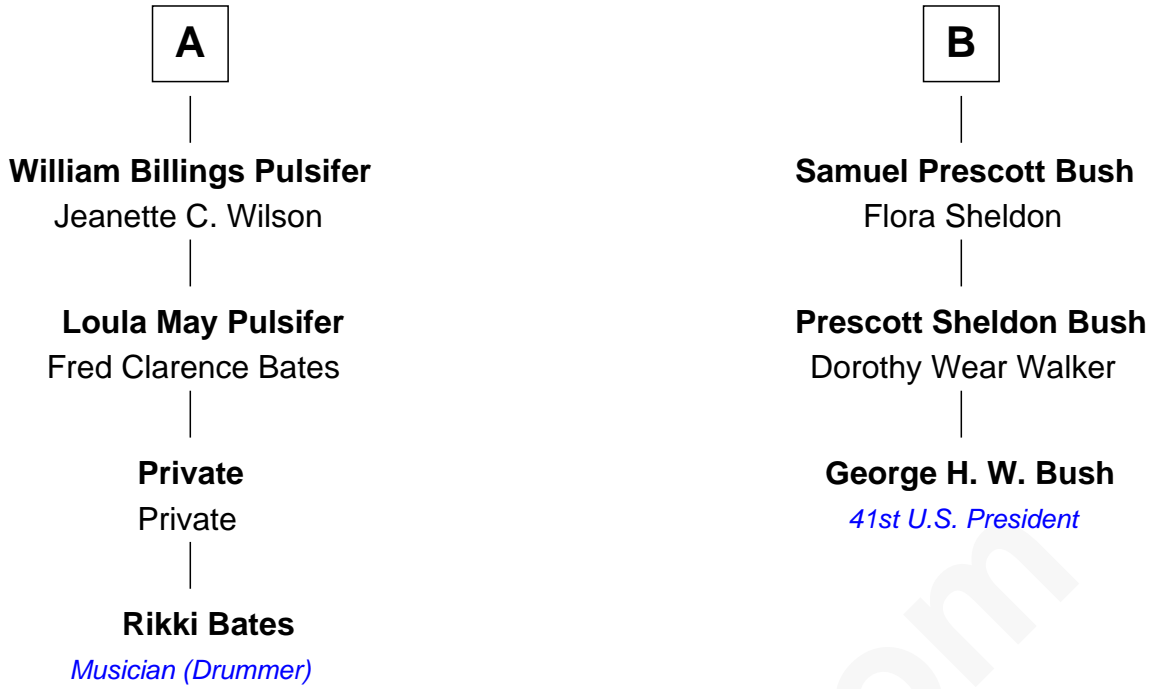 A
William Billings Pulsifer
Jeanette C. Wilson
Loula May Pulsifer
Fred Clarence Bates
Private
Private
Rikki Bates
Musician (Drummer)
B
Samuel Prescott Bush
Flora Sheldon
Prescott Sheldon Bush
Dorothy Wear Walker
George H. W. Bush
41st U.S. President
om